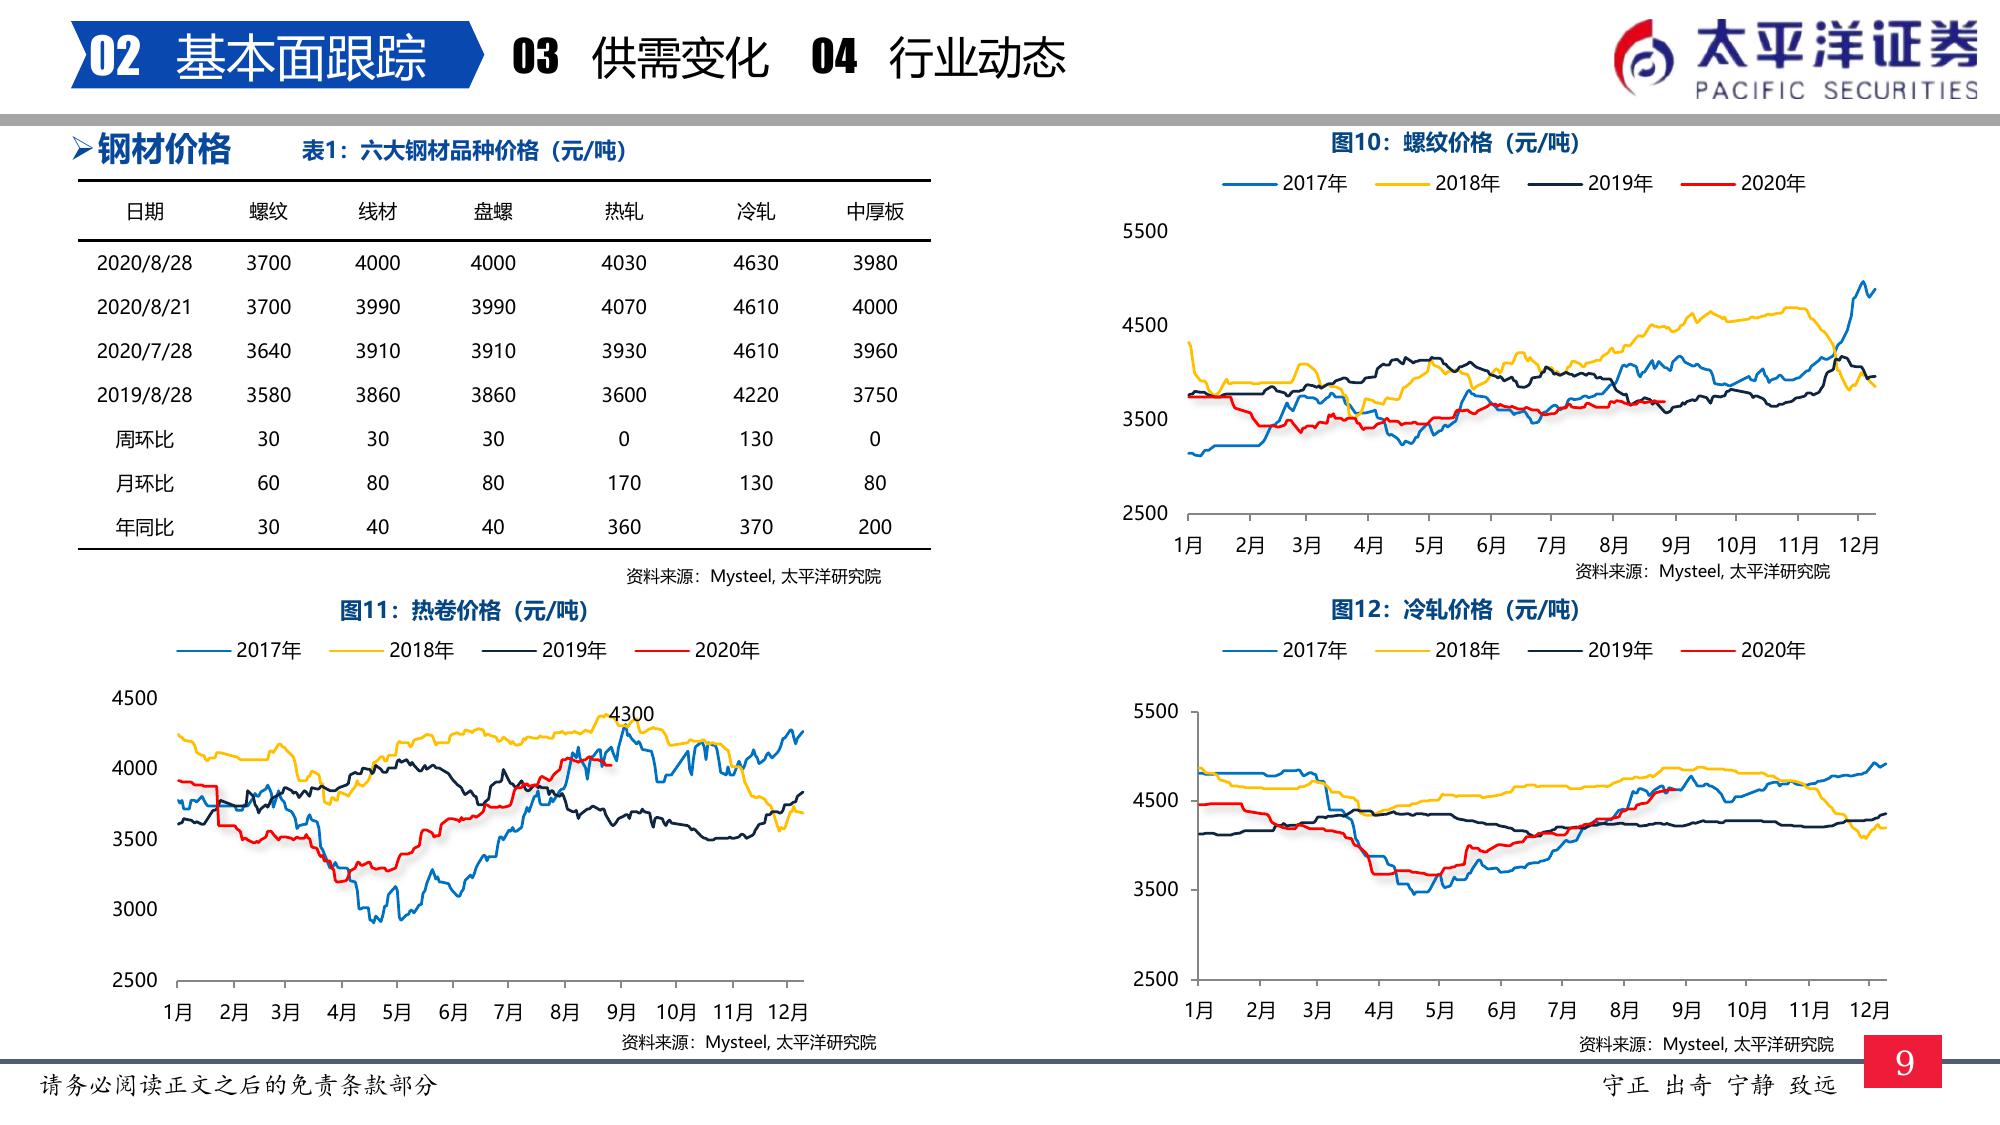 02 基本面跟踪 03 供需变化 04 行业动态
太平洋证券
PACIFIC SECURITIES
钢材价格
表1：六大钢材品种价格（元/吨）
日期 螺纹 线材 盘螺 热轧 冷轧 中厚板
2020/8/28 3700 4000 4000 4030 4630 3980
2020/8/21 3700 3990 3990 4070 4610 4000
2020/7/28 3640 3910 3910 3930 4610 3960
2019/8/28 3580 3860 3860 3600 4220 3750
周环比 30 30 30 0 130 0
月环比 60 80 80 170 130 80
年同比 30 40 40 360 370 200
资料来源：Mysteel, 太平洋研究院
图10：螺纹价格（元/吨）
2017年 2018年 2019年 2020年
5500
4500
3500
2500
1月 2月 3月 4月 5月 6月 7月 8月 9月 10月 11月 12月
资料来源：Mysteel, 太平洋研究院
图11：热卷价格（元/吨）
2017年 2018年 2019年 2020年
4500
4300
4000
3500
3000
2500
1月 2月 3月 4月 5月 6月 7月 8月 9月 10月 11月 12月
资料来源：Mysteel, 太平洋研究院
图12：冷轧价格（元/吨）
2017年 2018年 2019年 2020年
5500
4500
3500
2500
1月 2月 3月 4月 5月 6月 7月 8月 9月 10月 11月 12月
资料来源：Mysteel, 太平洋研究院
9
请务必阅读正文之后的免责条款部分
守正 出奇 宁静 致远